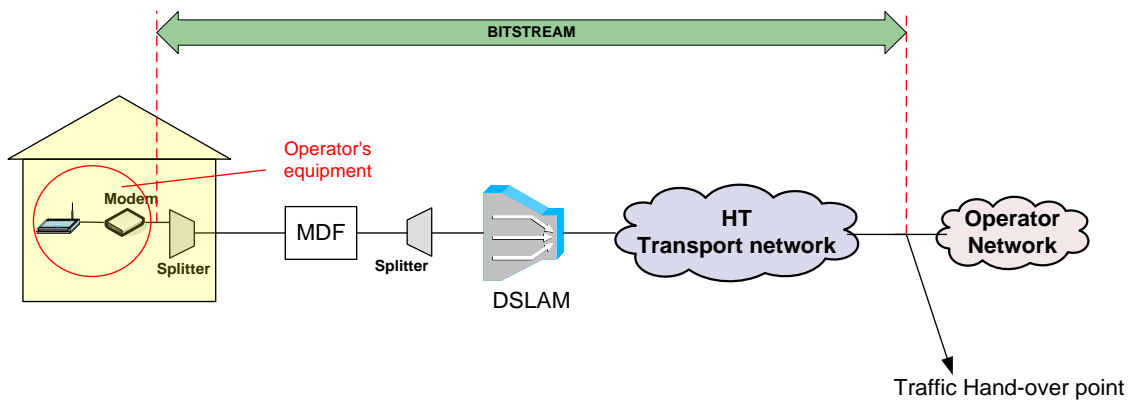 BITSTREAM
Operator's
equipment
Modem
Splitter
MDF
Splitter
DSLAM
HT
Transport network
Operator
Network
Traffic Hand-over point